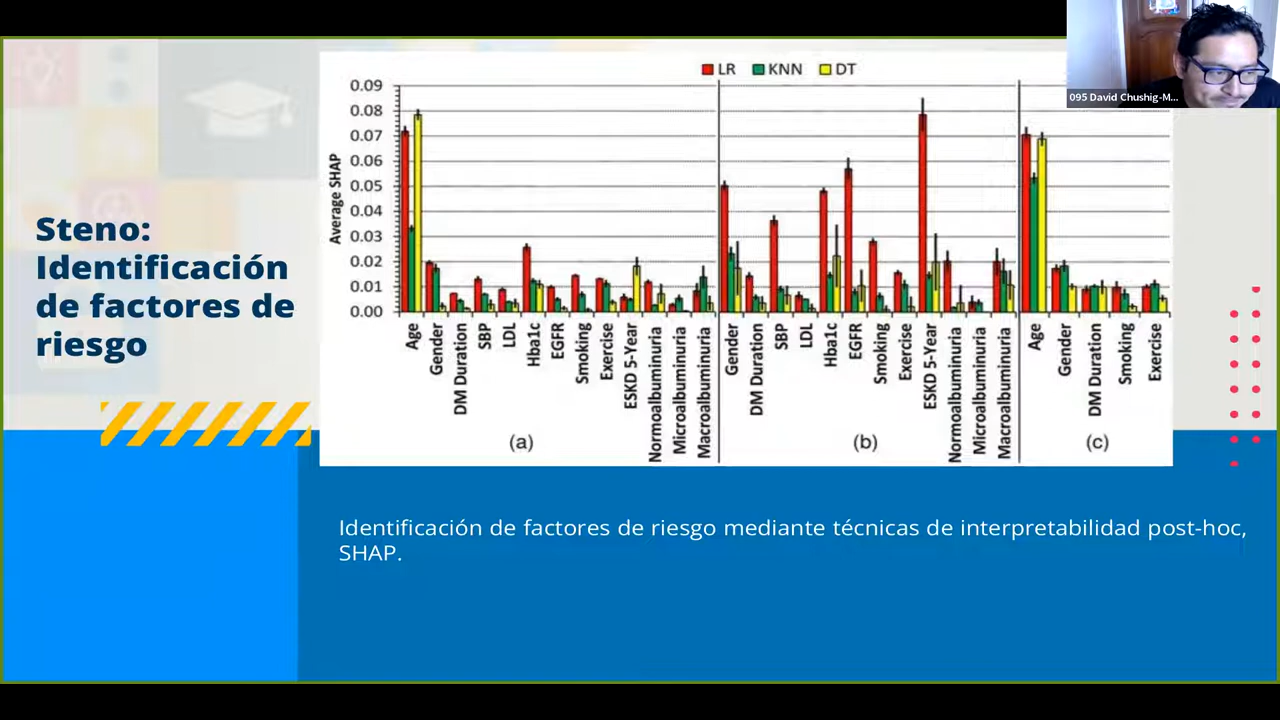 095 David Chushig-M...
Steno:
Identificación
de factores de
riesgo
LR KNN DT
Average SHAP
0.09
0.08
0.07
0.06
0.05
0.04
0.03
0.02
0.01
0.00
Age
Gender
DM Duration
SBP
LDL
Hba1c
EGFR
Smoking
Exercise
ESKD 5-Year
Normoalbuminuria
Microalbuminuria
Macroalbuminuria
(a)
Gender
DM Duration
SBP
LDL
Hba1c
EGFR
Smoking
Exercise
ESKD 5-Year
Normoalbuminuria
Microalbuminuria
Macroalbuminuria
(b)
Age
Gender
DM Duration
Smoking
Exercise
(c)
Identificación de factores de riesgo mediante técnicas de interpretabilidad post-hoc,
SHAP.